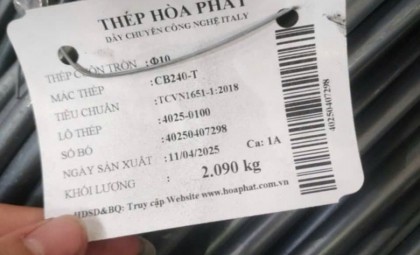 THÉP HÒA PHÁT
DÂY CHUYỀN CÔNG NGHỆ ITALY
THÉP CUỘN TRÒN : Φ10
MÁC THÉP : CB240-T
TIÊU CHUẨN : TCVN1651-1:2018
LÔ THÉP : 4025-0100
SỐ BÓ : 40250407298
NGÀY SẢN XUẤT : 11/04/2025 Ca: 1A
KHỐI LƯỢNG : 2.090 kg
HDSD&BQ: Truy cập Website www.hoaphat.com.vn
40250407298